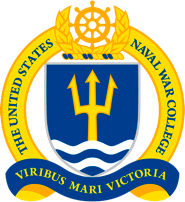 THE UNITED STATES NAVAL WAR COLLEGE
VIRIBUS MARI VICTORIA